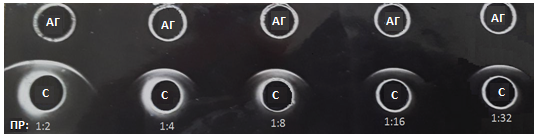 АГ АГ АГ АГ АГ
С С С С С
ПР: 1:2 1:4 1:8 1:16 1:32